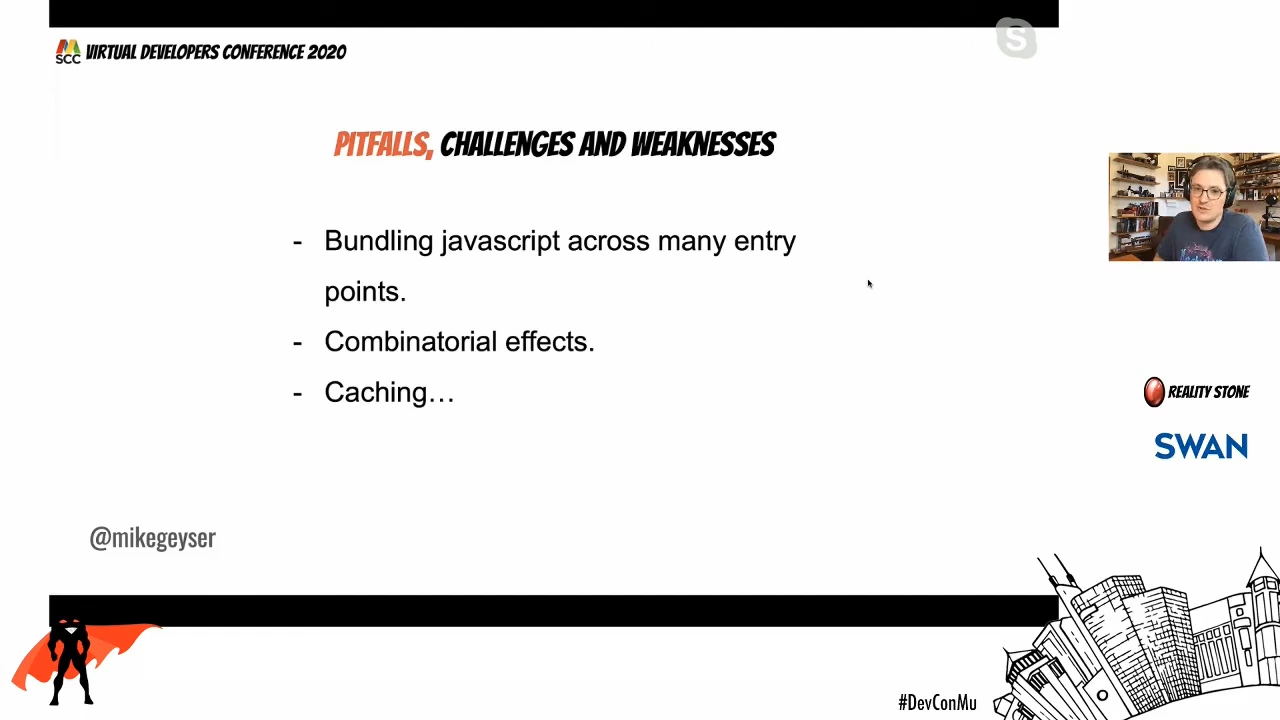 SCC VIRTUAL DEVELOPERS CONFERENCE 2020
S
PITFALLS, CHALLENGES AND WEAKNESSES
- Bundling javascript across many entry
points.
- Combinatorial effects.
- Caching…
REALITY STONE
SWAN
@mikegeyser
#DevConMu